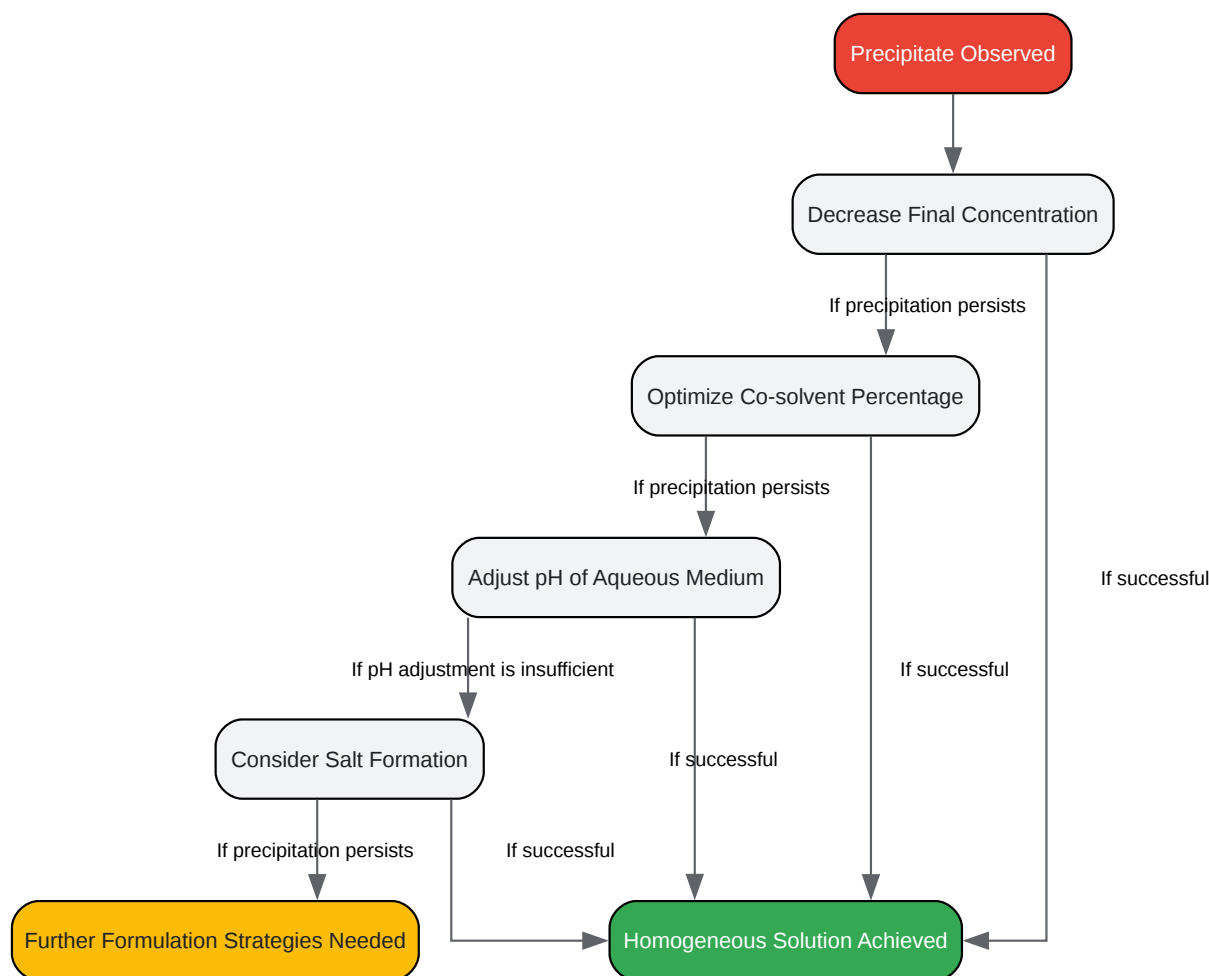 Precipitate Observed
Decrease Final Concentration
If precipitation persists
Optimize Co-solvent Percentage
If precipitation persists
Adjust pH of Aqueous Medium
If successful
If pH adjustment is insufficient
If successful
Consider Salt Formation
If successful
If precipitation persists
If successful
Further Formulation Strategies Needed
Homogeneous Solution Achieved